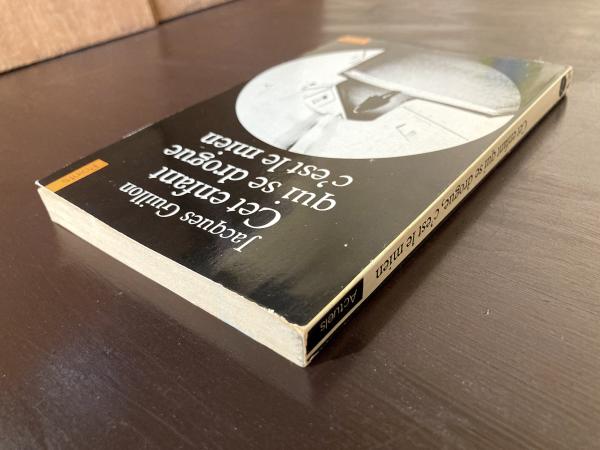 Jacques Guillon
Cet enfant
qui se drogue
c'est le mien
Cet enfant qui se drogue, c'est le mien
Actuels